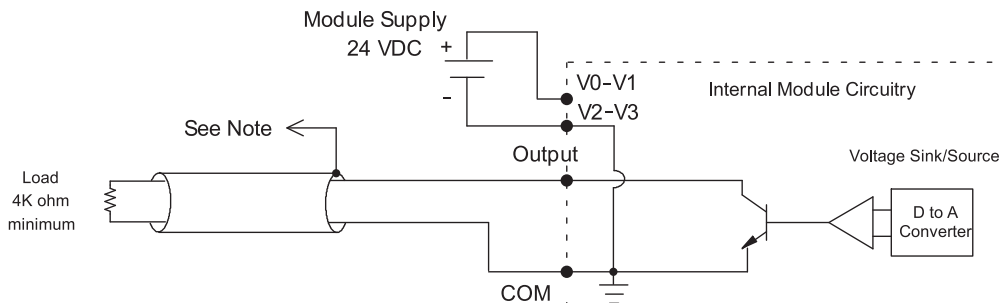 Module Supply
24 VDC
+
-
V0-V1
V2-V3
Internal Module Circuitry
See Note
Output
Voltage Sink/Source
Load
4K ohm
minimum
D to A
Converter
COM